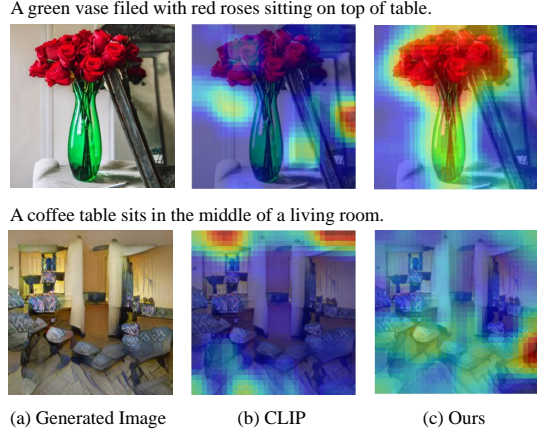 A green vase filed with red roses sitting on top of table.
A coffee table sits in the middle of a living room.
(a) Generated Image (b) CLIP (c) Ours